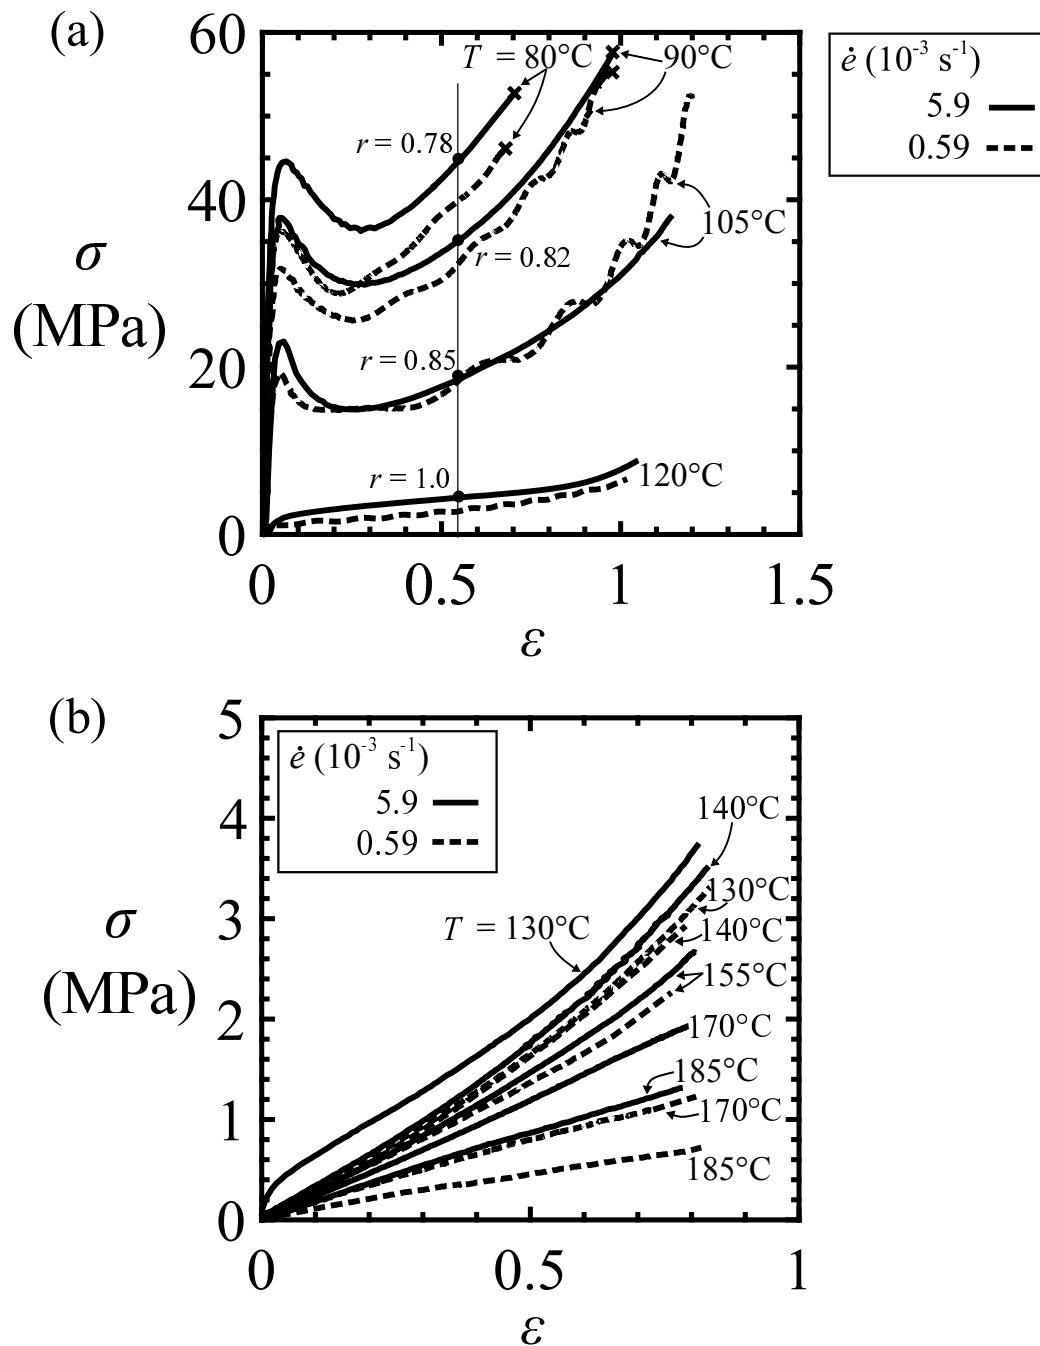 (a)
60
40
20
0
σ
(MPa)
0
0.5
1
1.5
ε
T = 80°C
90°C
r = 0.78
r = 0.82
105°C
r = 0.85
r = 1.0
120°C
ė (10⁻³ s⁻¹)
5.9
0.59
(b)
5
4
3
2
1
0
σ
(MPa)
0
0.5
1
ε
ė (10⁻³ s⁻¹)
5.9
0.59
140°C
130°C
T = 130°C
140°C
155°C
170°C
185°C
170°C
185°C